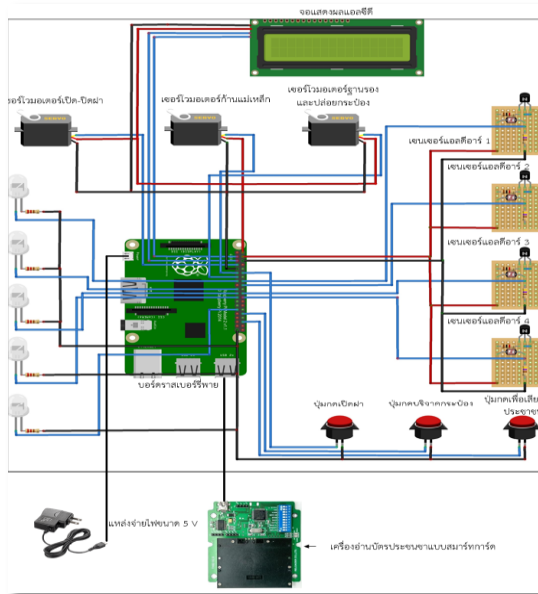 จอแสดงผลแอลซีดี
เซอร์โวมอเตอร์เปิด-ปิดฝา
เซอร์โวมอเตอร์ก้านแม่เหล็ก
เซอร์โวมอเตอร์ฐานรอง
และปล่อยกระป๋อง
เซนเซอร์แอลดีอาร์ 1
เซนเซอร์แอลดีอาร์ 2
เซนเซอร์แอลดีอาร์ 3
เซนเซอร์แอลดีอาร์ 4
บอร์ดราสเบอร์รี่พาย
ปุ่มกดเปิดฝา
ปุ่มกดบริจาคกระป๋อง
ปุ่มกดเพื่อเสีย
ประชาชน
แหล่งจ่ายไฟขนาด 5 V
เครื่องอ่านบัตรประชนชาแบบสมาร์ทการ์ด